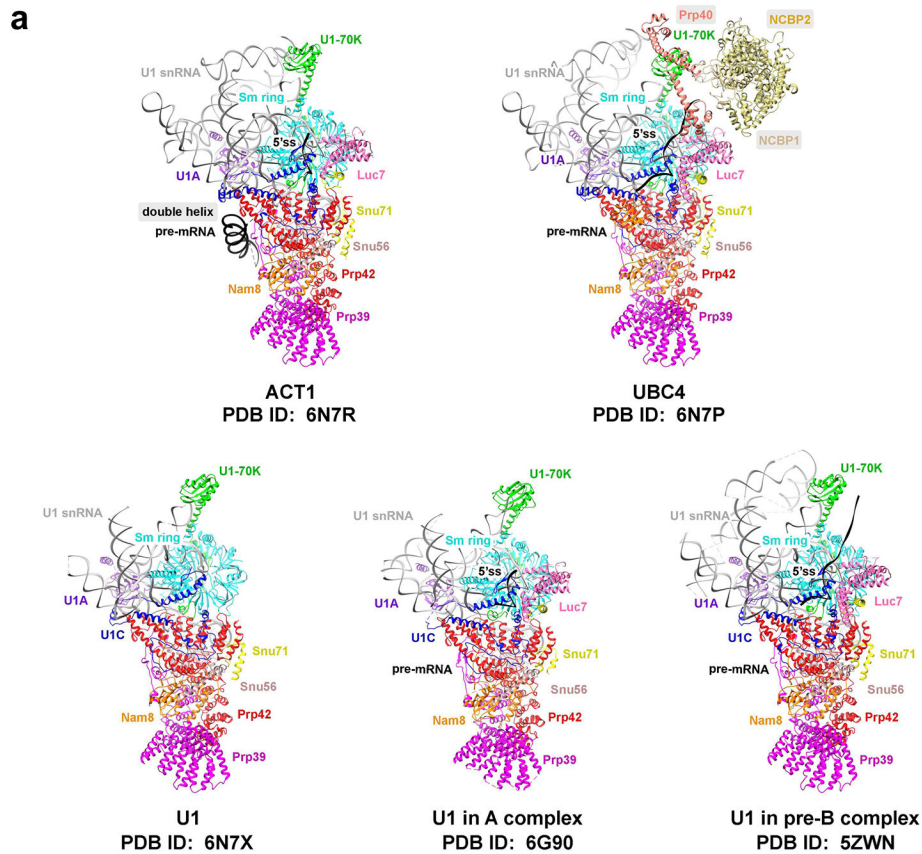 a
U1-70K
U1 snRNA
Sm ring
5'ss
U1A
Luc7
U1C
Snu71
double helix
pre-mRNA
Snu56
Prp42
Nam8
Prp39
ACT1
PDB ID: 6N7R
Prp40
NCBP2
U1-70K
U1 snRNA
Sm ring
NCBP1
5'ss
U1A
Luc7
U1C
Snu71
pre-mRNA
Snu56
Prp42
Nam8
Prp39
UBC4
PDB ID: 6N7P
U1-70K
U1 snRNA
Sm ring
U1A
U1C
Snu71
Snu56
Nam8
Prp42
Prp39
U1
PDB ID: 6N7X
U1-70K
U1 snRNA
Sm ring
5'ss
U1A
Luc7
U1C
Snu71
pre-mRNA
Snu56
Nam8
Prp42
Prp39
U1 in A complex
PDB ID: 6G90
U1-70K
U1 snRNA
Sm ring
5'ss
U1A
Luc7
U1C
Snu71
pre-mRNA
Snu56
Nam8
Prp42
Prp39
U1 in pre-B complex
PDB ID: 5ZWN